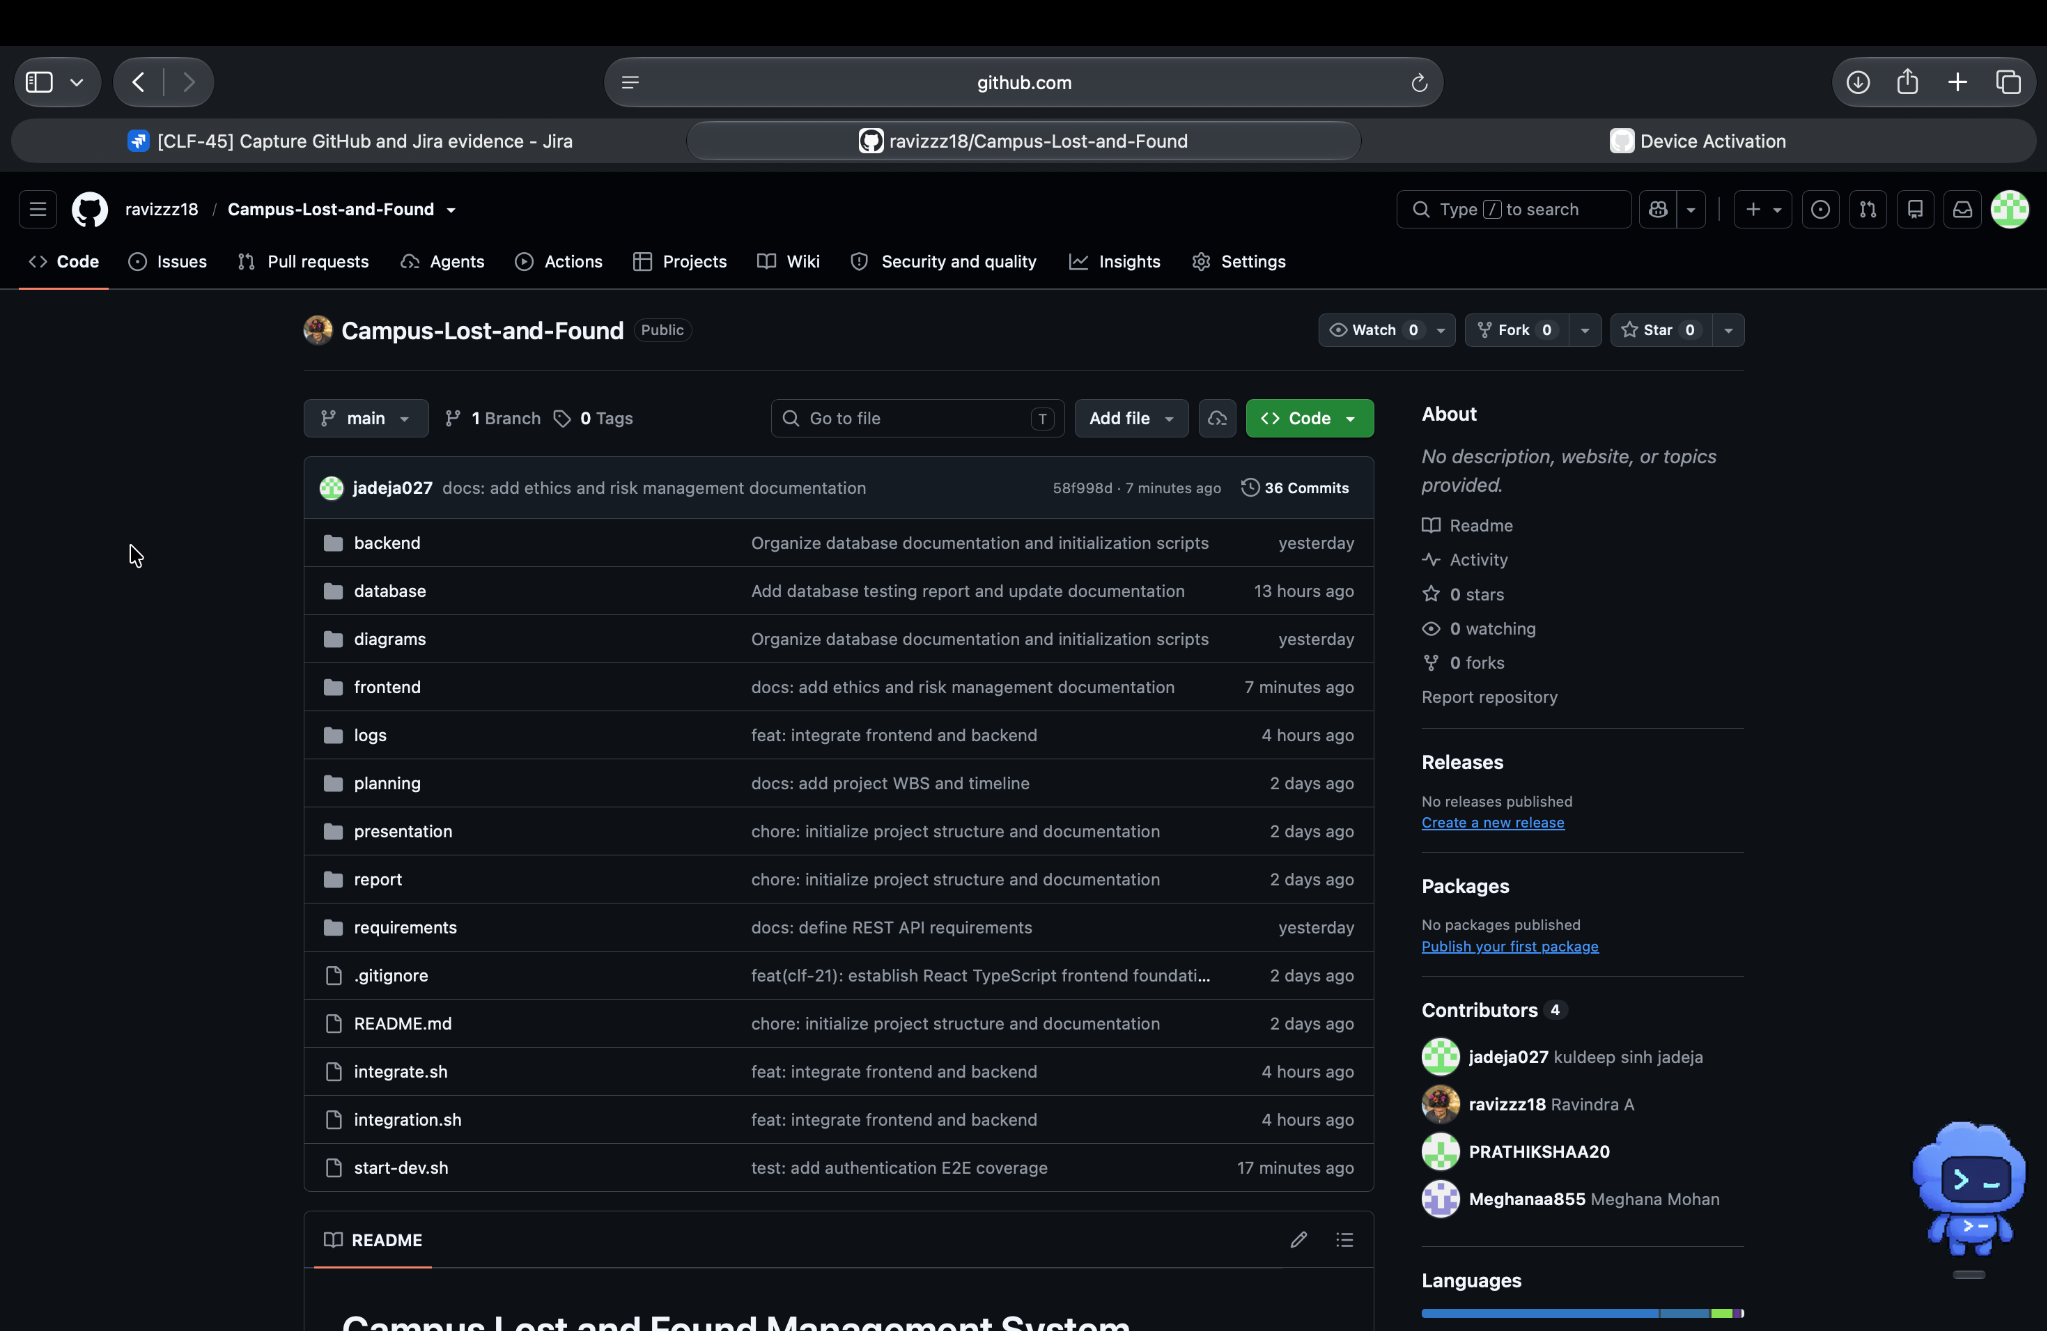 github.com
[CLF-45] Capture GitHub and Jira evidence - Jira
ravizzz18/Campus-Lost-and-Found
Device Activation
ravizzz18 / Campus-Lost-and-Found
Type / to search
Code
Issues
Pull requests
Agents
Actions
Projects
Wiki
Security and quality
Insights
Settings
Campus-Lost-and-Found Public
Watch 0
Fork 0
Star 0
main
1 Branch
0 Tags
Go to file T
Add file
Code
jadeja027 docs: add ethics and risk management documentation 58f998d · 7 minutes ago 36 Commits
backend Organize database documentation and initialization scripts yesterday
database Add database testing report and update documentation 13 hours ago
diagrams Organize database documentation and initialization scripts yesterday
frontend docs: add ethics and risk management documentation 7 minutes ago
logs feat: integrate frontend and backend 4 hours ago
planning docs: add project WBS and timeline 2 days ago
presentation chore: initialize project structure and documentation 2 days ago
report chore: initialize project structure and documentation 2 days ago
requirements docs: define REST API requirements yesterday
.gitignore feat(clf-21): establish React TypeScript frontend foundati... 2 days ago
README.md chore: initialize project structure and documentation 2 days ago
integrate.sh feat: integrate frontend and backend 4 hours ago
integration.sh feat: integrate frontend and backend 4 hours ago
start-dev.sh test: add authentication E2E coverage 17 minutes ago
README
Campus Lost and Found Management System
About
No description, website, or topics
provided.
Readme
Activity
0 stars
0 watching
0 forks
Report repository
Releases
No releases published
Create a new release
Packages
No packages published
Publish your first package
Contributors 4
jadeja027 kuldeep sinh jadeja
ravizzz18 Ravindra A
PRATHIKSHAA20
Meghanaa855 Meghana Mohan
Languages